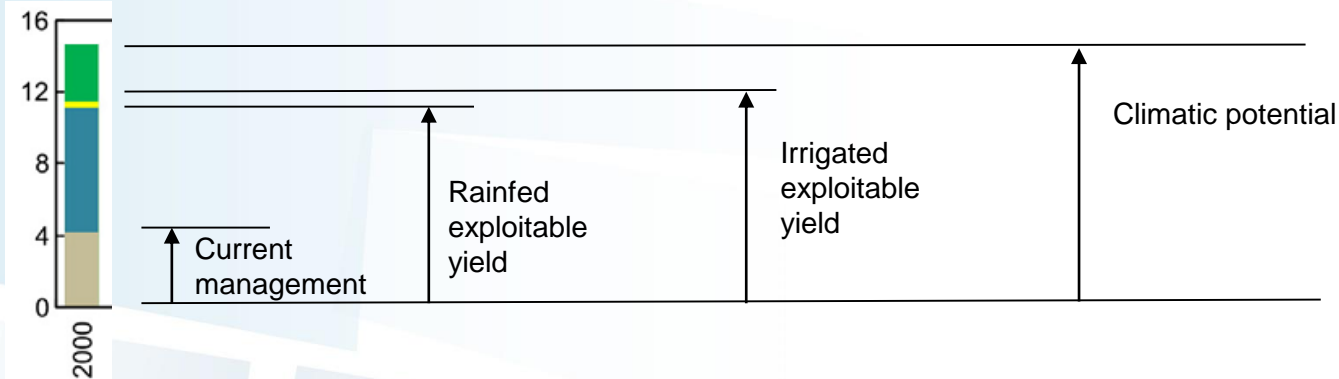 16
12
8
4
0
2000
Current
management
Rainfed
exploitable
yield
Irrigated
exploitable
yield
Climatic potential